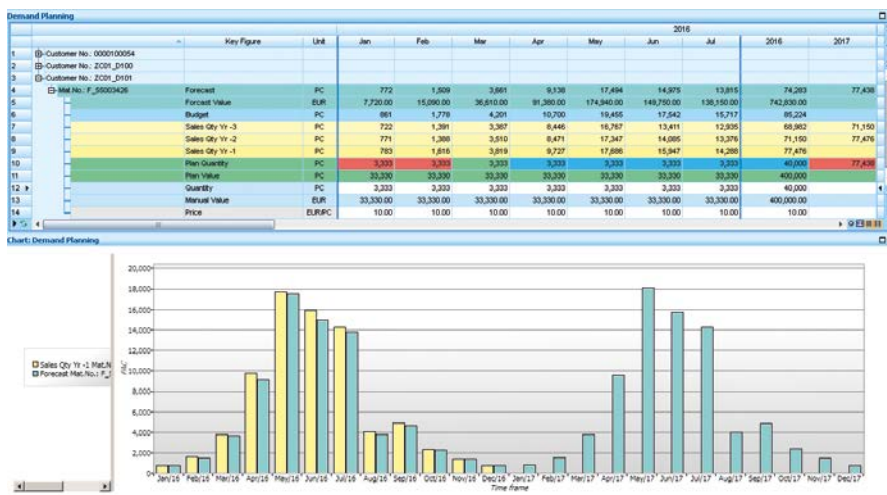 Demand Planning
2016
Key Figure Unit Jan Feb Mar Apr May Jun Jul 2016 2017
1 Customer No.: 0000100054
2 Customer No.: ZC01_D100
3 Customer No.: ZC01_D101
4 Mat.No.: F_SS003426 Forecast PC 772 1,509 3,661 9,138 17,494 14,975 13,815 74,283 77,438
5 Forcast Value EUR 7,720.00 15,090.00 36,610.00 91,380.00 174,940.00 149,750.00 138,150.00 742,830.00
6 Budget PC 861 1,778 4,201 10,700 19,455 17,542 15,717 85,224
7 Sales Qty Yr -3 PC 722 1,391 3,387 8,446 16,767 13,411 12,935 68,982 71,150
8 Sales Qty Yr -2 PC 771 1,388 3,510 8,471 17,347 14,085 13,376 71,150 77,476
9 Sales Qty Yr -1 PC 783 1,616 3,819 9,727 17,686 15,947 14,288 77,476
10 Plan Quantity PC 3,333 3,333 3,333 3,333 3,333 3,333 3,333 40,000 77,438
11 Plan Value PC 33,330 33,330 33,330 33,330 33,330 33,330 33,330 400,000
12 Quantity PC 3,333 3,333 3,333 3,333 3,333 3,333 3,333 40,000
13 Manual Value EUR 33,330.00 33,330.00 33,330.00 33,330.00 33,330.00 33,330.00 33,330.00 400,000.00
14 Price EUR/PC 10.00 10.00 10.00 10.00 10.00 10.00 10.00 10.00
Chart: Demand Planning
20,000
18,000
16,000
14,000
12,000
10,000
8,000
6,000
4,000
2,000
0
PAC
Sales Qty Yr -1 Mat.N
Forecast Mat.No.: F_S
Jan/16 Feb/16 Mar/16 Apr/16 May/16 Jun/16 Jul/16 Aug/16 Sep/16 Oct/16 Nov/16 Dec/16 Jan/17 Feb/17 Mar/17 Apr/17 May/17 Jun/17 Jul/17 Aug/17 Sep/17 Oct/17 Nov/17 Dec/17
Time frame